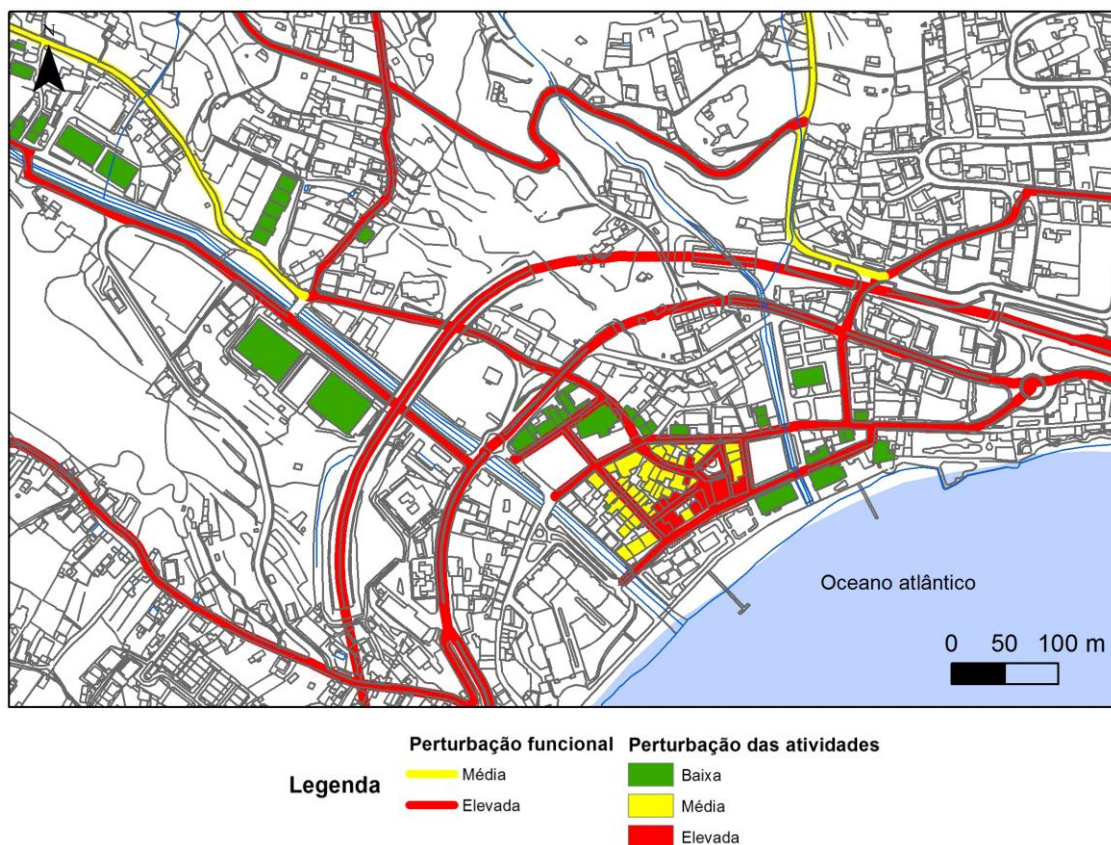 N
Oceano atlântico
0 50 100 m
Legenda
Perturbação funcional
Média
Elevada
Perturbação das atividades
Baixa
Média
Elevada